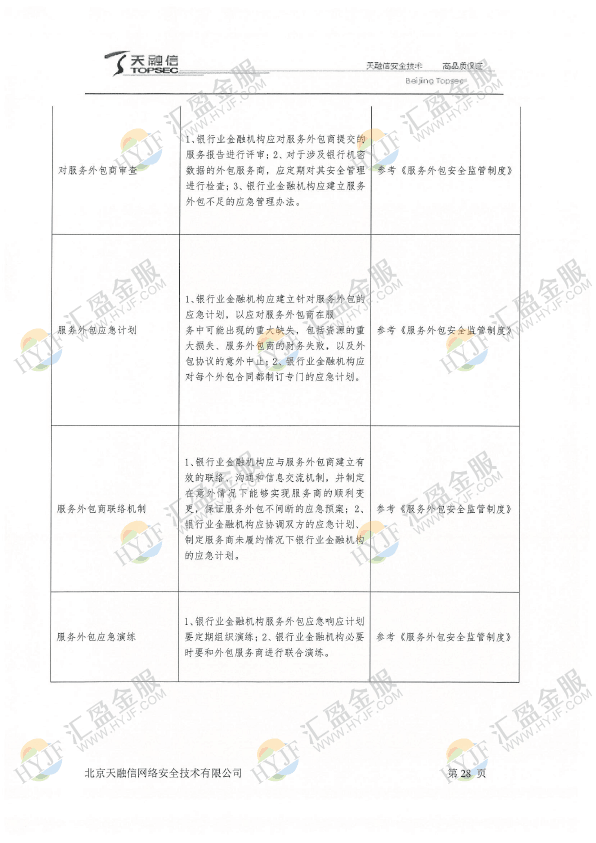 天融信
TOPSEC
天融信安全技术 高品质保证
Beijing Topsec
对服务外包商审查
1、银行业金融机构应对服务外包商提交的
服务报告进行评审；2、对于涉及银行机密
数据的外包服务商，应定期对其安全管理
进行检查；3、银行业金融机构应建立服务
外包不足的应急管理办法。
参考《服务外包安全监管制度》
服务外包应急计划
1、银行业金融机构应建立针对服务外包的
应急计划，以应对服务外包商在服
务中可能出现的重大缺失，包括资源的重
大损失、服务外包商的财务失败，以及外
包协议的意外中止；2、银行业金融机构应
对每个外包合同都制订专门的应急计划。
参考《服务外包安全监管制度》
服务外包商联络机制
1、银行业金融机构应与服务外包商建立有
效的联络、沟通和信息交流机制，并制定
在意外情况下能够实现服务商的顺利变
更，保证服务外包不间断的应急预案；2、
银行业金融机构应协调双方的应急计划、
制定服务商未履约情况下银行业金融机构
的应急计划。
参考《服务外包安全监管制度》
服务外包应急演练
1、银行业金融机构服务外包应急响应计划
要定期组织演练；2、银行业金融机构必要
时要和外包服务商进行联合演练。
参考《服务外包安全监管制度》
北京天融信网络安全技术有限公司 第 28 页
汇盈金服
WWW.HYJF.COM
HYJF